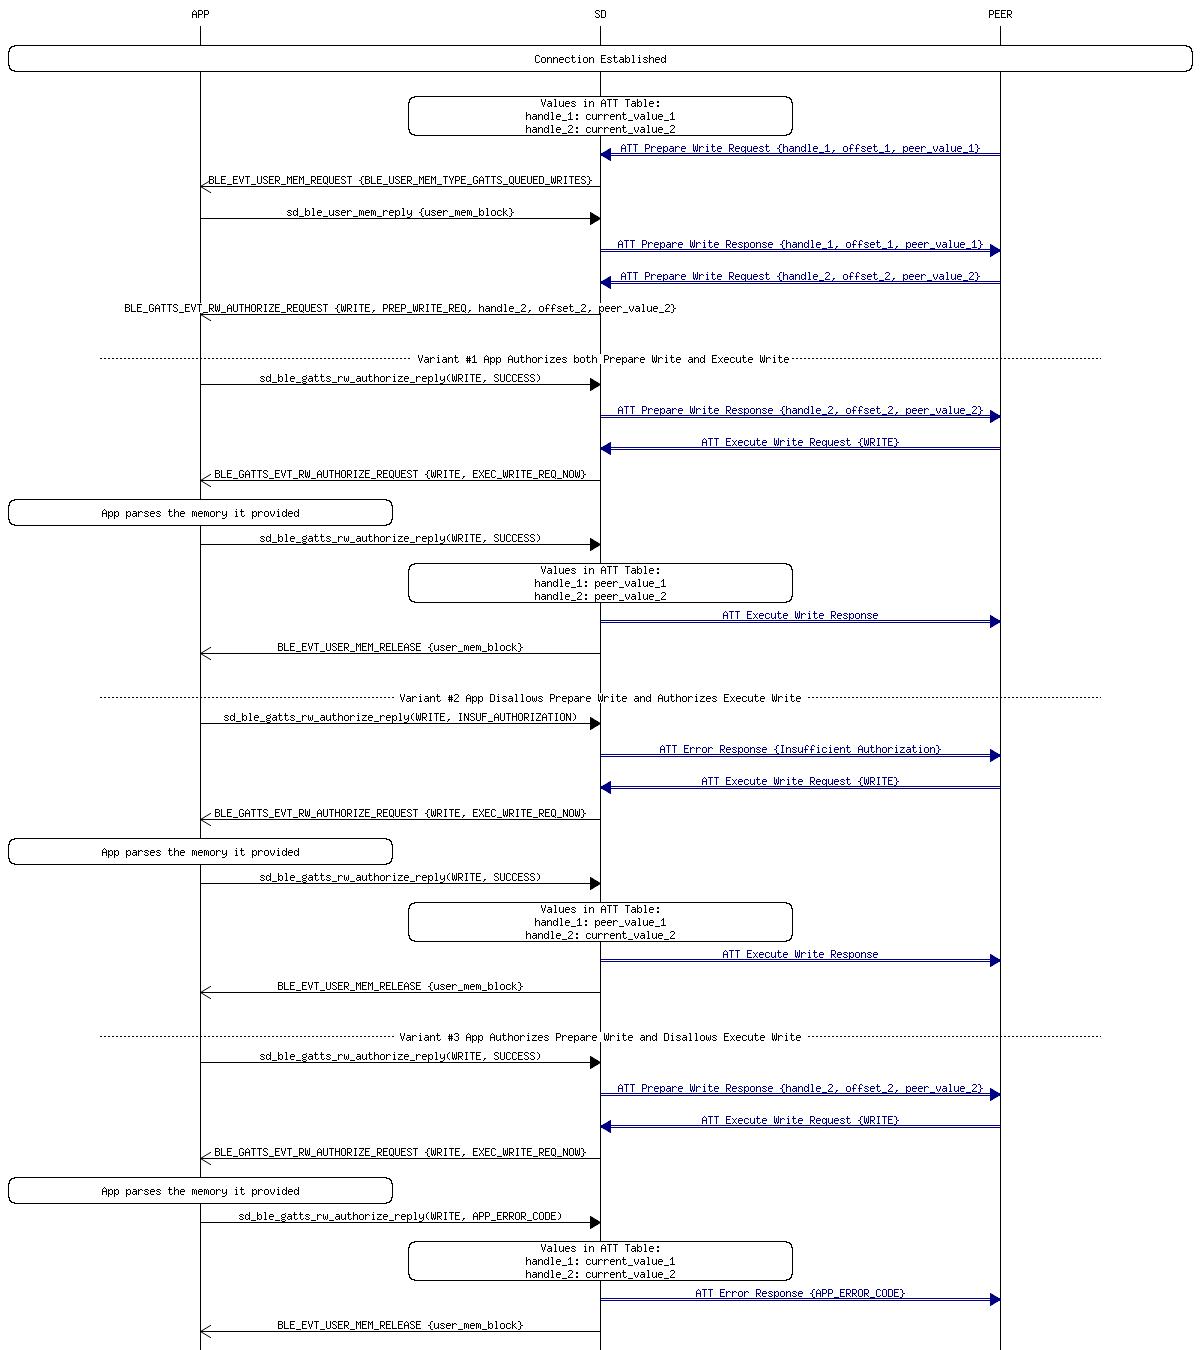 APP SD PEER
Connection Established
Values in ATT Table:
handle_1: current_value_1
handle_2: current_value_2
ATT Prepare Write Request {handle_1, offset_1, peer_value_1}
BLE_EVT_USER_MEM_REQUEST {BLE_USER_MEM_TYPE_GATTS_QUEUED_WRITES}
sd_ble_user_mem_reply {user_mem_block}
ATT Prepare Write Response {handle_1, offset_1, peer_value_1}
ATT Prepare Write Request {handle_2, offset_2, peer_value_2}
BLE_GATTS_EVT_RW_AUTHORIZE_REQUEST {WRITE, PREP_WRITE_REQ, handle_2, offset_2, peer_value_2}
Variant #1 App Authorizes both Prepare Write and Execute Write
sd_ble_gatts_rw_authorize_reply(WRITE, SUCCESS)
ATT Prepare Write Response {handle_2, offset_2, peer_value_2}
ATT Execute Write Request {WRITE}
BLE_GATTS_EVT_RW_AUTHORIZE_REQUEST {WRITE, EXEC_WRITE_REQ_NOW}
App parses the memory it provided
sd_ble_gatts_rw_authorize_reply(WRITE, SUCCESS)
Values in ATT Table:
handle_1: peer_value_1
handle_2: peer_value_2
ATT Execute Write Response
BLE_EVT_USER_MEM_RELEASE {user_mem_block}
Variant #2 App Disallows Prepare Write and Authorizes Execute Write
sd_ble_gatts_rw_authorize_reply(WRITE, INSUF_AUTHORIZATION)
ATT Error Response {Insufficient Authorization}
ATT Execute Write Request {WRITE}
BLE_GATTS_EVT_RW_AUTHORIZE_REQUEST {WRITE, EXEC_WRITE_REQ_NOW}
App parses the memory it provided
sd_ble_gatts_rw_authorize_reply(WRITE, SUCCESS)
Values in ATT Table:
handle_1: peer_value_1
handle_2: current_value_2
ATT Execute Write Response
BLE_EVT_USER_MEM_RELEASE {user_mem_block}
Variant #3 App Authorizes Prepare Write and Disallows Execute Write
sd_ble_gatts_rw_authorize_reply(WRITE, SUCCESS)
ATT Prepare Write Response {handle_2, offset_2, peer_value_2}
ATT Execute Write Request {WRITE}
BLE_GATTS_EVT_RW_AUTHORIZE_REQUEST {WRITE, EXEC_WRITE_REQ_NOW}
App parses the memory it provided
sd_ble_gatts_rw_authorize_reply(WRITE, APP_ERROR_CODE)
Values in ATT Table:
handle_1: current_value_1
handle_2: current_value_2
ATT Error Response {APP_ERROR_CODE}
BLE_EVT_USER_MEM_RELEASE {user_mem_block}